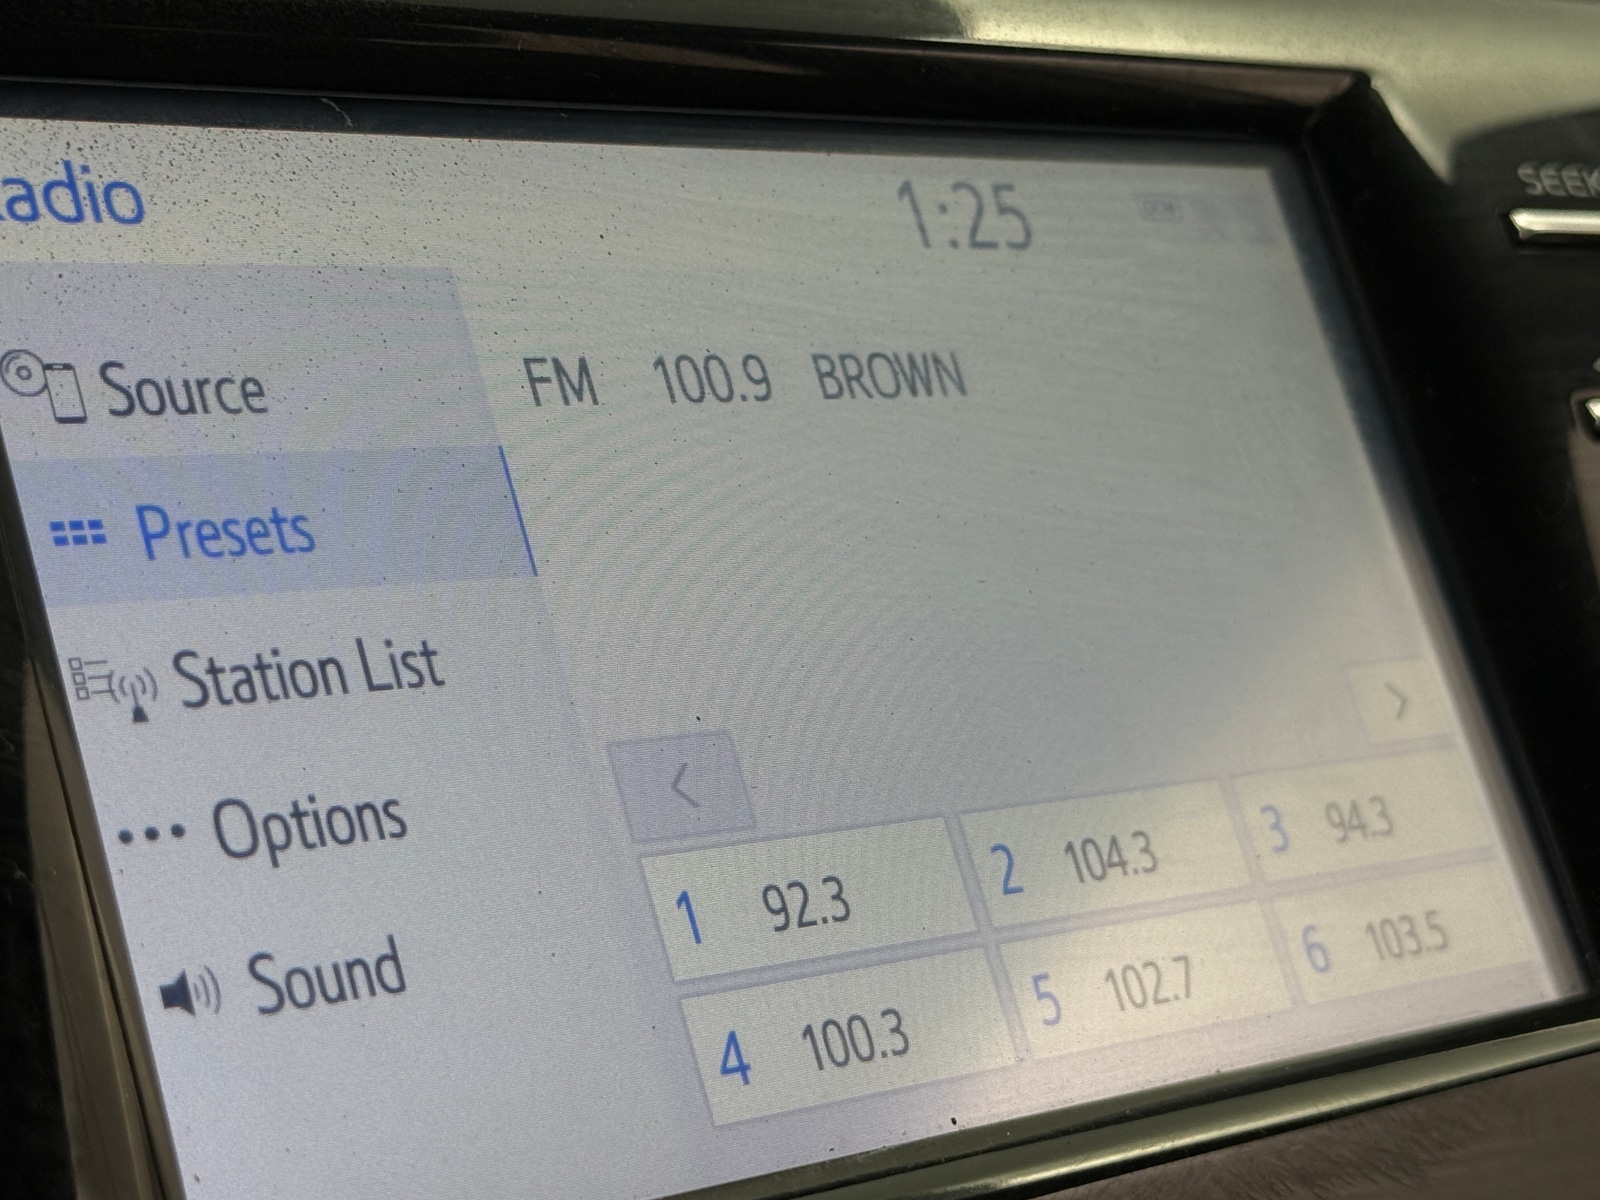 adio
1:25
SEEK
Source
FM 100.9 BROWN
Presets
Station List
Options
Sound
<
>
1 92.3
2 104.3
3 94.3
4 100.3
5 102.7
6 103.5